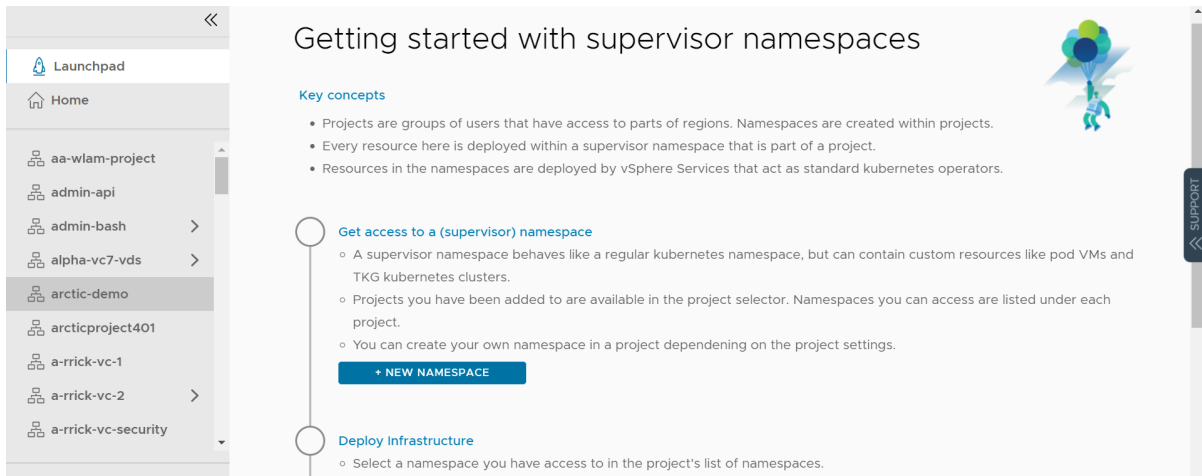 Launchpad
Home
aa-wlam-project
admin-api
admin-bash
alpha-vc7-vds
arctic-demo
arcticproject401
a-rrick-vc-1
a-rrick-vc-2
a-rrick-vc-security
Getting started with supervisor namespaces
Key concepts
• Projects are groups of users that have access to parts of regions. Namespaces are created within projects.
• Every resource here is deployed within a supervisor namespace that is part of a project.
• Resources in the namespaces are deployed by vSphere Services that act as standard kubernetes operators.
Get access to a (supervisor) namespace
◦ A supervisor namespace behaves like a regular kubernetes namespace, but can contain custom resources like pod VMs and
TKG kubernetes clusters.
◦ Projects you have been added to are available in the project selector. Namespaces you can access are listed under each
project.
◦ You can create your own namespace in a project dependening on the project settings.
+ NEW NAMESPACE
Deploy Infrastructure
◦ Select a namespace you have access to in the project's list of namespaces.
SUPPORT